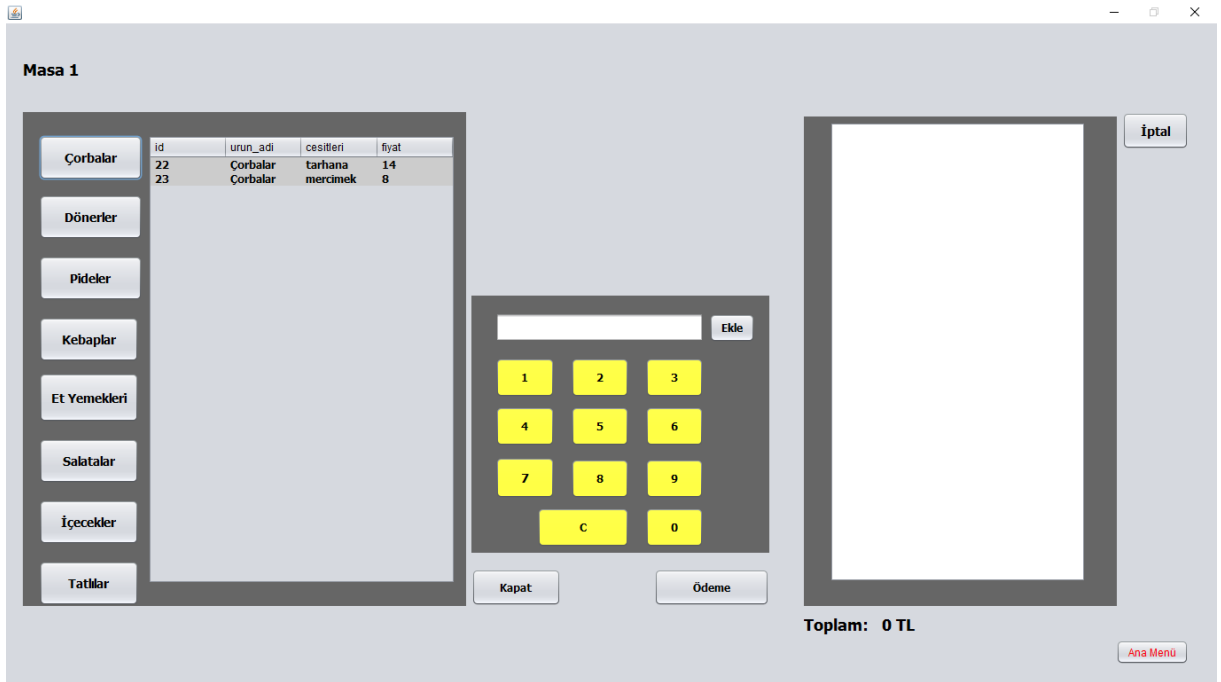 Masa 1
İptal
Çorbalar
id urun_adi cesitleri fiyat
22 Çorbalar tarhana 14
23 Çorbalar mercimek 8
Dönerler
Pideler
Kebaplar
Et Yemekleri
Salatalar
İçecekler
Tatlılar
Ekle
1 2 3
4 5 6
7 8 9
C 0
Kapat Ödeme
Toplam: 0 TL
Ana Menü